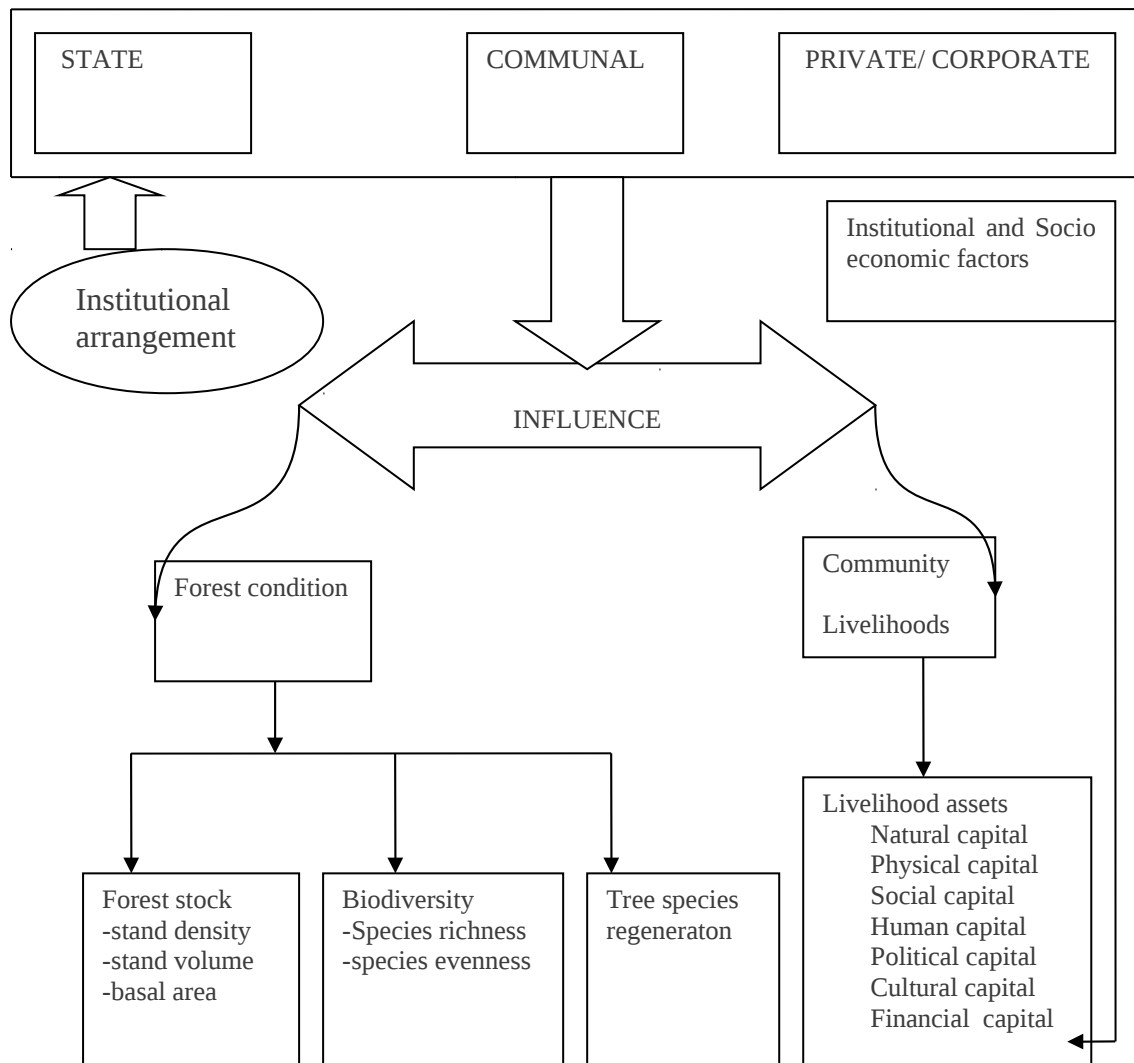 STATE
COMMUNAL
PRIVATE/ CORPORATE
Institutional and Socio
economic factors
Institutional
arrangement
INFLUENCE
Forest condition
Community
Livelihoods
Forest stock
-stand density
-stand volume
-basal area
Biodiversity
-Species richness
-species evenness
Tree species
regeneraton
Livelihood assets
Natural capital
Physical capital
Social capital
Human capital
Political capital
Cultural capital
Financial capital